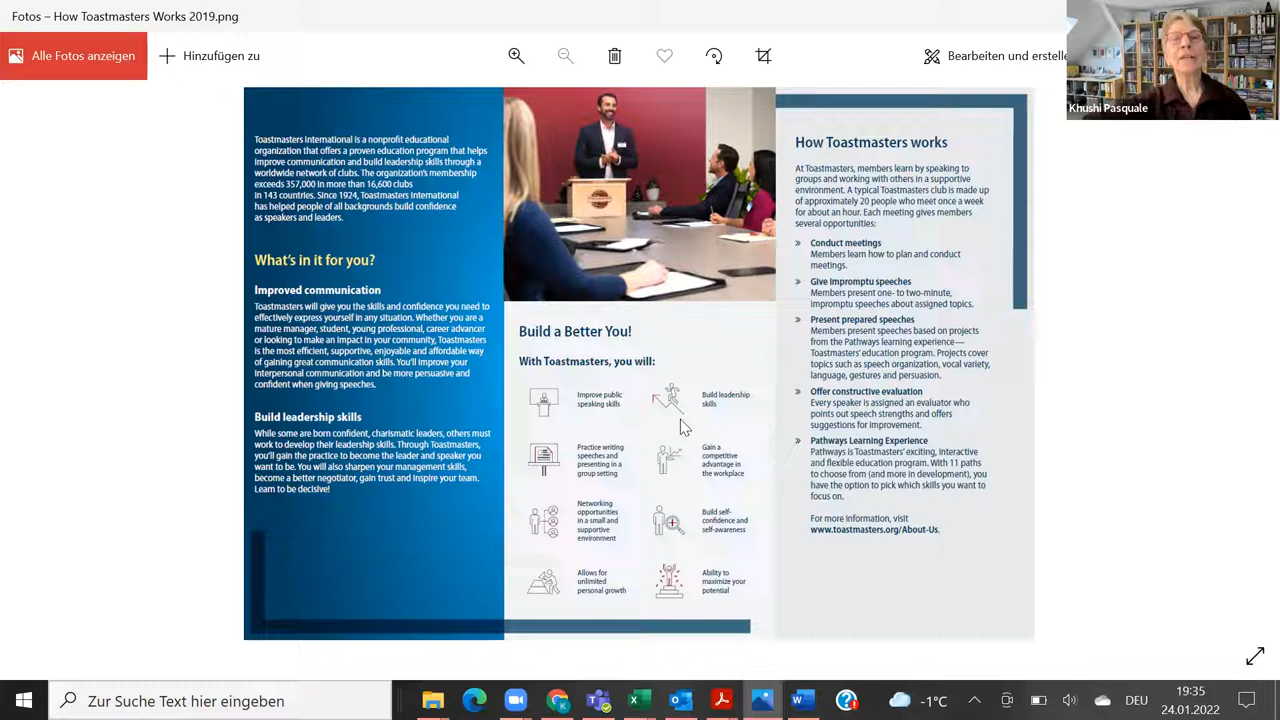 Fotos – How Toastmasters Works 2019.png
Alle Fotos anzeigen
Hinzufügen zu
Bearbeiten und erstelle
Khushi Pasquale
Toastmasters International is a nonprofit educational
organization that offers a proven education program that helps
improve communication and build leadership skills through a
worldwide network of clubs. The organization's membership
exceeds 357,000 in more than 16,600 clubs
in 143 countries. Since 1924, Toastmasters International
has helped people of all backgrounds build confidence
as speakers and leaders.
What's in it for you?
Improved communication
Toastmasters will give you the skills and confidence you need to
effectively express yourself in any situation. Whether you are a
mature manager, student, young professional, career advancer
or looking to make an impact in your community, Toastmasters
is the most efficient, supportive, enjoyable and affordable way
of gaining great communication skills. You'll improve your
interpersonal communication and be more persuasive and
confident when giving speeches.
Build leadership skills
While some are born confident, charismatic leaders, others must
work to develop their leadership skills. Through Toastmasters,
you'll gain the practice to become the leader and speaker you
want to be. You will also sharpen your management skills,
become a better negotiator, gain trust and inspire your team.
Learn to be decisive!
Build a Better You!
With Toastmasters, you will:
Improve public
speaking skills
Build leadership
skills
Practice writing
speeches and
presenting in a
group setting
Gain a
competitive
advantage in
the workplace
Networking
opportunities
in a small and
supportive
environment
Build self-
confidence and
self-awareness
Allows for
unlimited
personal growth
Ability to
maximize your
potential
How Toastmasters works
At Toastmasters, members learn by speaking to
groups and working with others in a supportive
environment. A typical Toastmasters club is made up
of approximately 20 people who meet once a week
for about an hour. Each meeting gives members
several opportunities:
» Conduct meetings
Members learn how to plan and conduct
meetings.
» Give impromptu speeches
Members present one- to two-minute,
impromptu speeches about assigned topics.
» Present prepared speeches
Members present speeches based on projects
from the Pathways learning experience—
Toastmasters' education program. Projects cover
topics such as speech organization, vocal variety,
language, gestures and persuasion.
» Offer constructive evaluation
Every speaker is assigned an evaluator who
points out speech strengths and offers
suggestions for improvement.
» Pathways Learning Experience
Pathways is Toastmasters' exciting, interactive
and flexible education program. With 11 paths
to choose from (and more in development), you
have the option to pick which skills you want to
focus on.
For more information, visit
www.toastmasters.org/About-Us.
Zur Suche Text hier eingeben
-1°C
DEU
19:35
24.01.2022